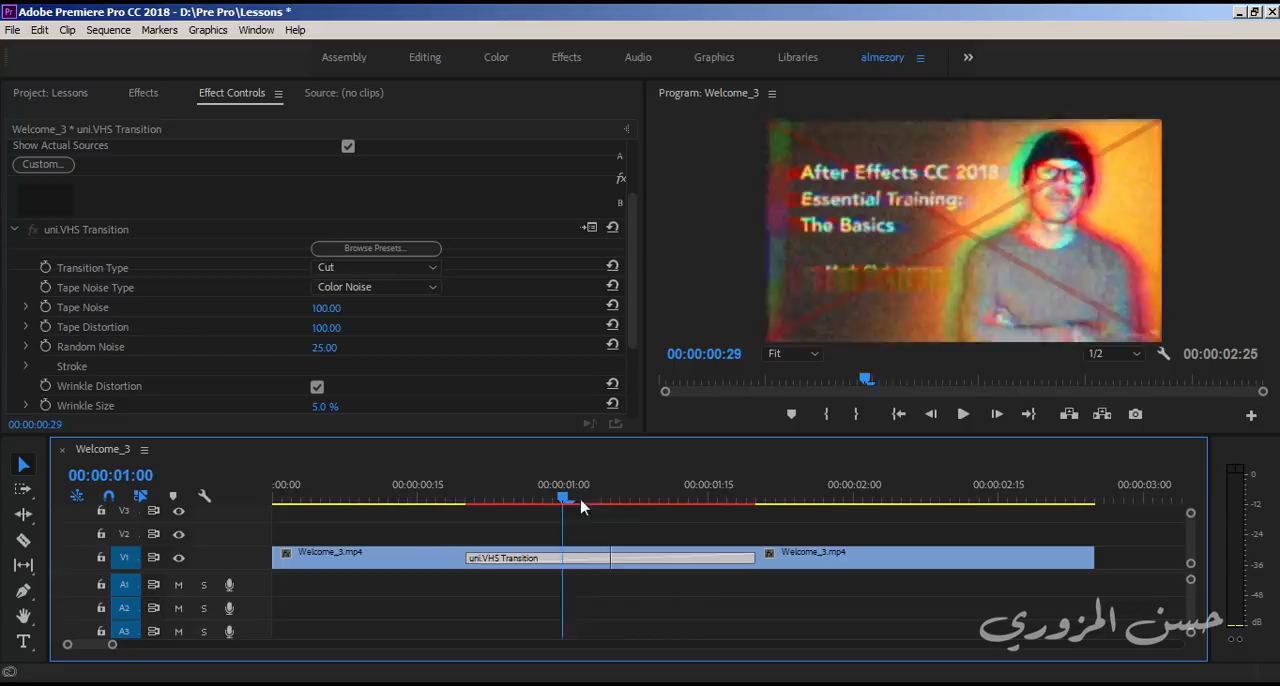 Adobe Premiere Pro CC 2018 - D:\Pre Pro\Lessons *
File Edit Clip Sequence Markers Graphics Window Help
Assembly Editing Color Effects Audio Graphics Libraries almezory
Project: Lessons Effects Effect Controls Source: (no clips)
Program: Welcome_3
Welcome_3 * uni.VHS Transition
Show Actual Sources
A
Custom...
fx
B
uni.VHS Transition
Browse Presets...
Transition Type Cut
Tape Noise Type Color Noise
Tape Noise 100.00
Tape Distortion 100.00
Random Noise 25.00
Stroke
Wrinkle Distortion
Wrinkle Size 5.0 %
00:00:00:29
After Effects CC 2018
Essential Training:
The Basics
00:00:00:29 Fit 1/2 00:00:02:25
Welcome_3
00:00:01:00
:00:00 00:00:00:15 00:00:01:00 00:00:01:15 00:00:02:00 00:00:02:15 00:00:03:00
V3
V2
V1 Welcome_3.mp4 uni.VHS Transition Welcome_3.mp4
A1 M S
A2 M S
A3 M S
0
-12
-24
-36
-48
dB
حسن المزوري